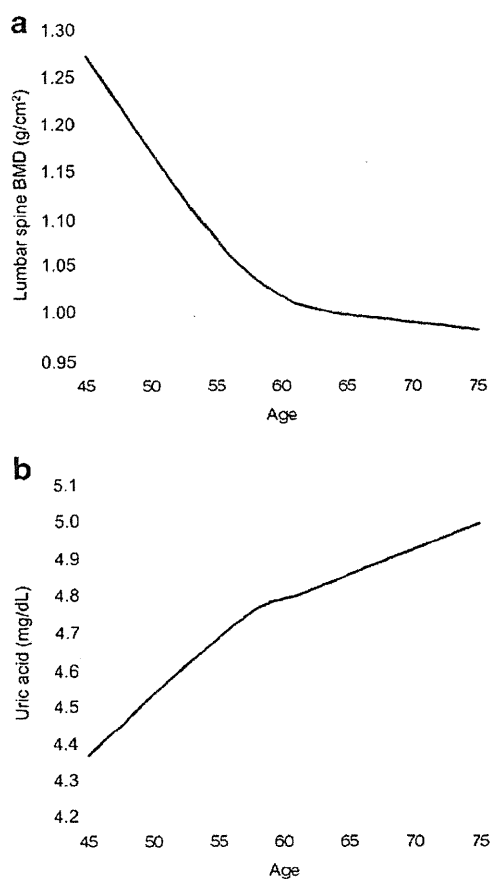 a
1.30
1.25
1.20
1.15
1.10
1.05
1.00
0.95
Lumbar spine BMD (g/cm²)
45 50 55 60 65 70 75
Age
b
5.1
5.0
4.9
4.8
4.7
4.6
4.5
4.4
4.3
4.2
Uric acid (mg/dL)
45 50 55 60 65 70 75
Age